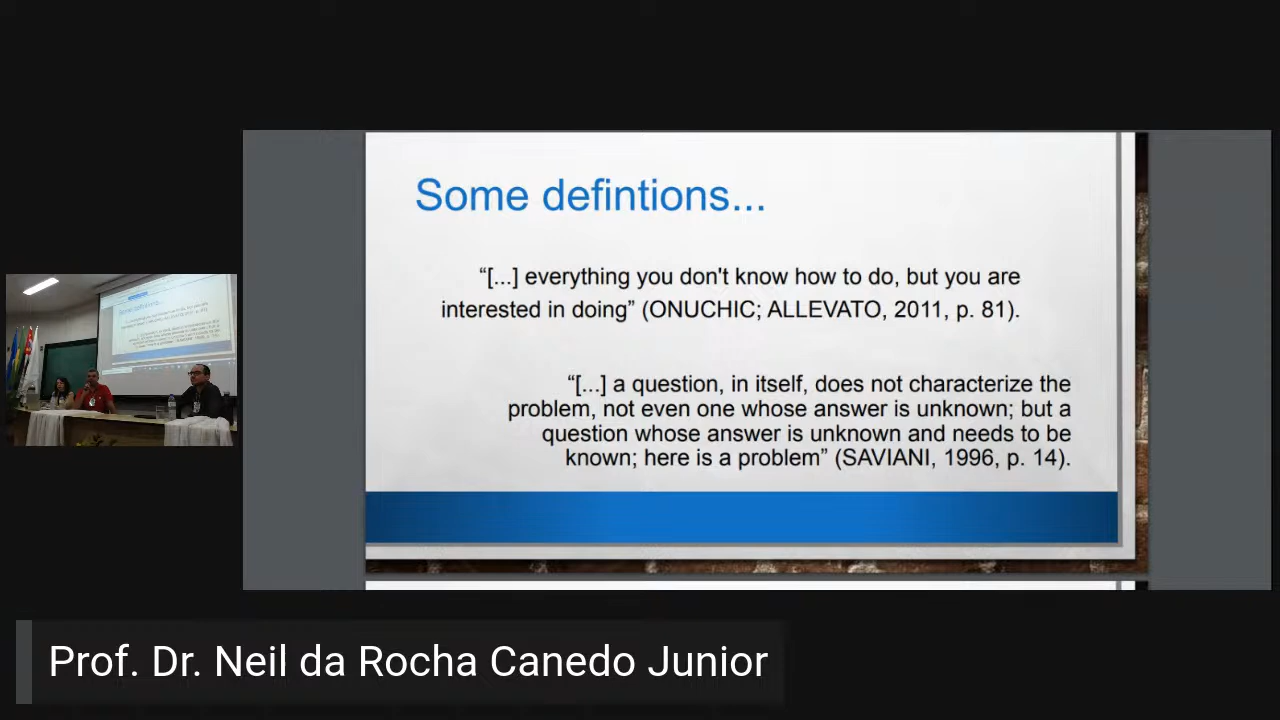 Some defintions...
“[...] everything you don't know how to do, but you are
interested in doing” (ONUCHIC; ALLEVATO, 2011, p. 81).
“[...] a question, in itself, does not characterize the
problem, not even one whose answer is unknown; but a
question whose answer is unknown and needs to be
known; here is a problem” (SAVIANI, 1996, p. 14).
Prof. Dr. Neil da Rocha Canedo Junior